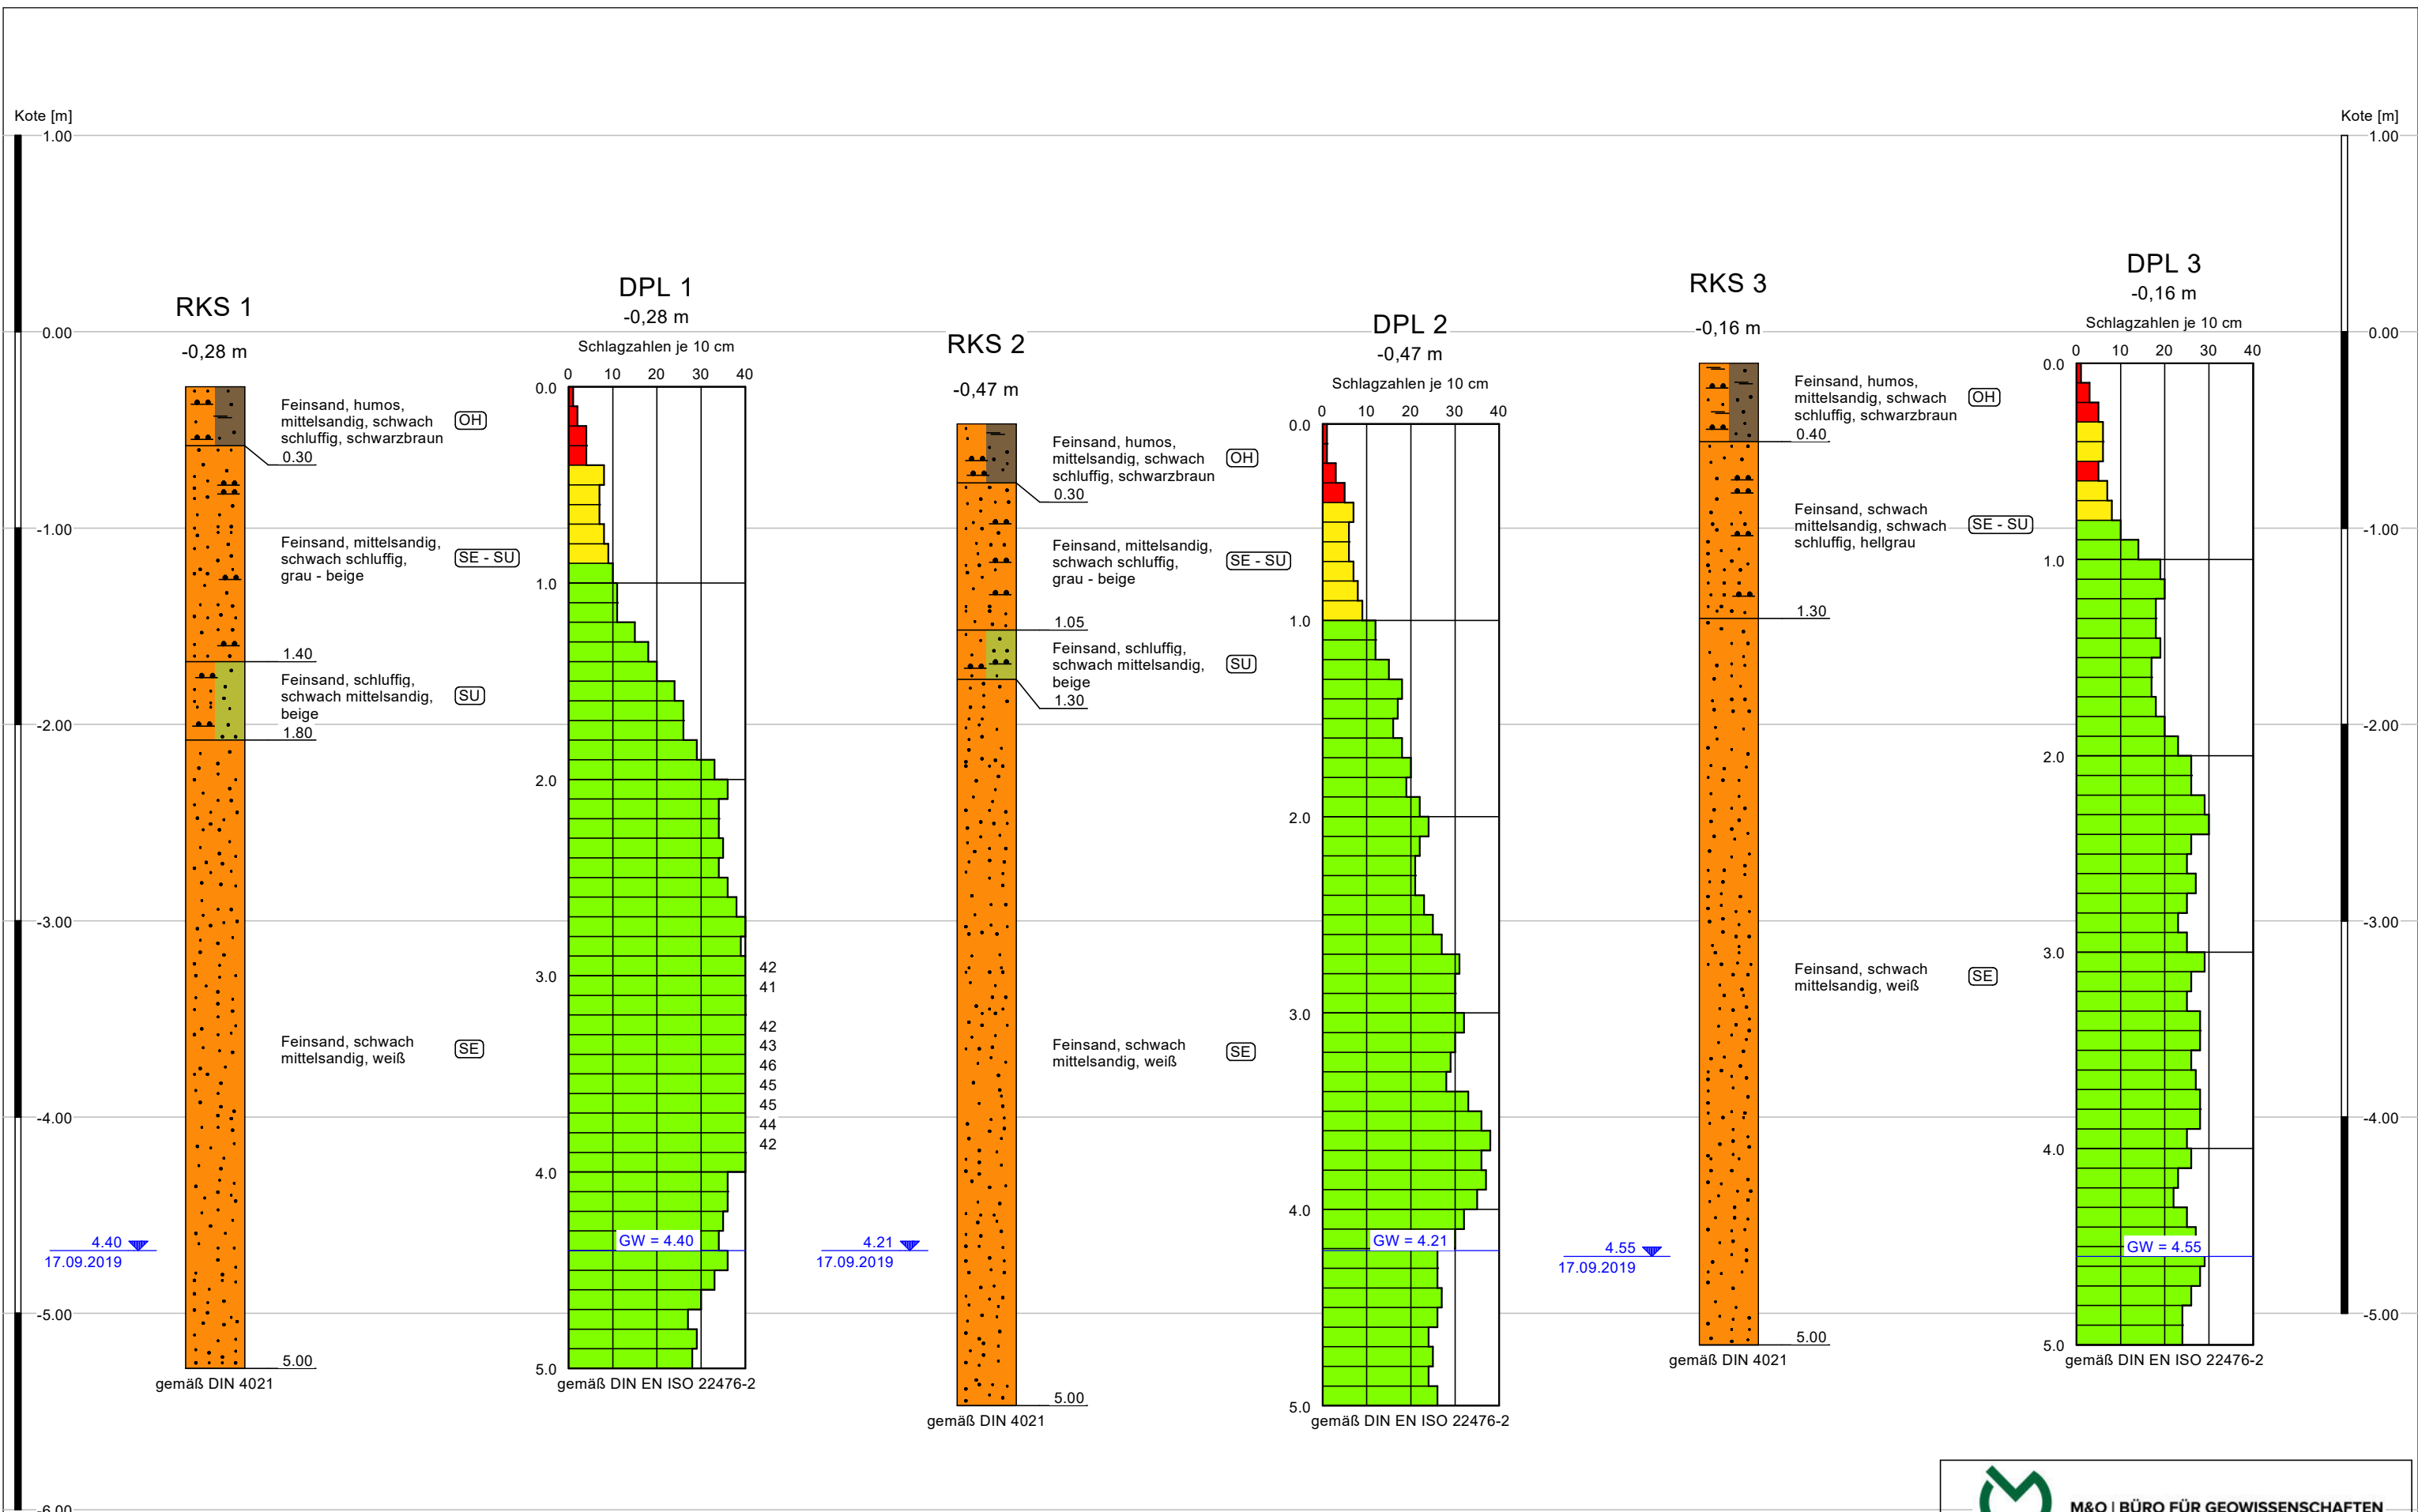 Kote [m]
1.00
0.00
-1.00
-2.00
-3.00
-4.00
-5.00
-6.00
RKS 1
-0,28 m
Feinsand, humos,
mittelsandig, schwach
schluffig, schwarzbraun
OH
0.30
Feinsand, mittelsandig,
schwach schluffig,
grau - beige
SE - SU
1.40
Feinsand, schluffig,
schwach mittelsandig,
beige
SU
1.80
Feinsand, schwach
mittelsandig, weiß
SE
4.40
17.09.2019
5.00
gemäß DIN 4021
DPL 1
-0,28 m
Schlagzahlen je 10 cm
0 10 20 30 40
0.0
1.0
2.0
3.0
4.0
5.0
42
41
42
43
46
45
45
44
42
GW = 4.40
gemäß DIN EN ISO 22476-2
RKS 2
-0,47 m
Feinsand, humos,
mittelsandig, schwach
schluffig, schwarzbraun
OH
0.30
Feinsand, mittelsandig,
schwach schluffig,
grau - beige
SE - SU
1.05
Feinsand, schluffig,
schwach mittelsandig,
beige
SU
1.30
Feinsand, schwach
mittelsandig, weiß
SE
4.21
17.09.2019
5.00
gemäß DIN 4021
DPL 2
-0,47 m
Schlagzahlen je 10 cm
0 10 20 30 40
0.0
1.0
2.0
3.0
4.0
5.0
GW = 4.21
gemäß DIN EN ISO 22476-2
RKS 3
-0,16 m
Feinsand, humos,
mittelsandig, schwach
schluffig, schwarzbraun
OH
0.40
Feinsand, schwach
mittelsandig, schwach
schluffig, hellgrau
SE - SU
1.30
Feinsand, schwach
mittelsandig, weiß
SE
4.55
17.09.2019
5.00
gemäß DIN 4021
DPL 3
-0,16 m
Schlagzahlen je 10 cm
0 10 20 30 40
0.0
1.0
2.0
3.0
4.0
5.0
GW = 4.55
gemäß DIN EN ISO 22476-2
Kote [m]
1.00
0.00
-1.00
-2.00
-3.00
-4.00
-5.00
M&O | BÜRO FÜR GEOWISSENSCHAFTEN